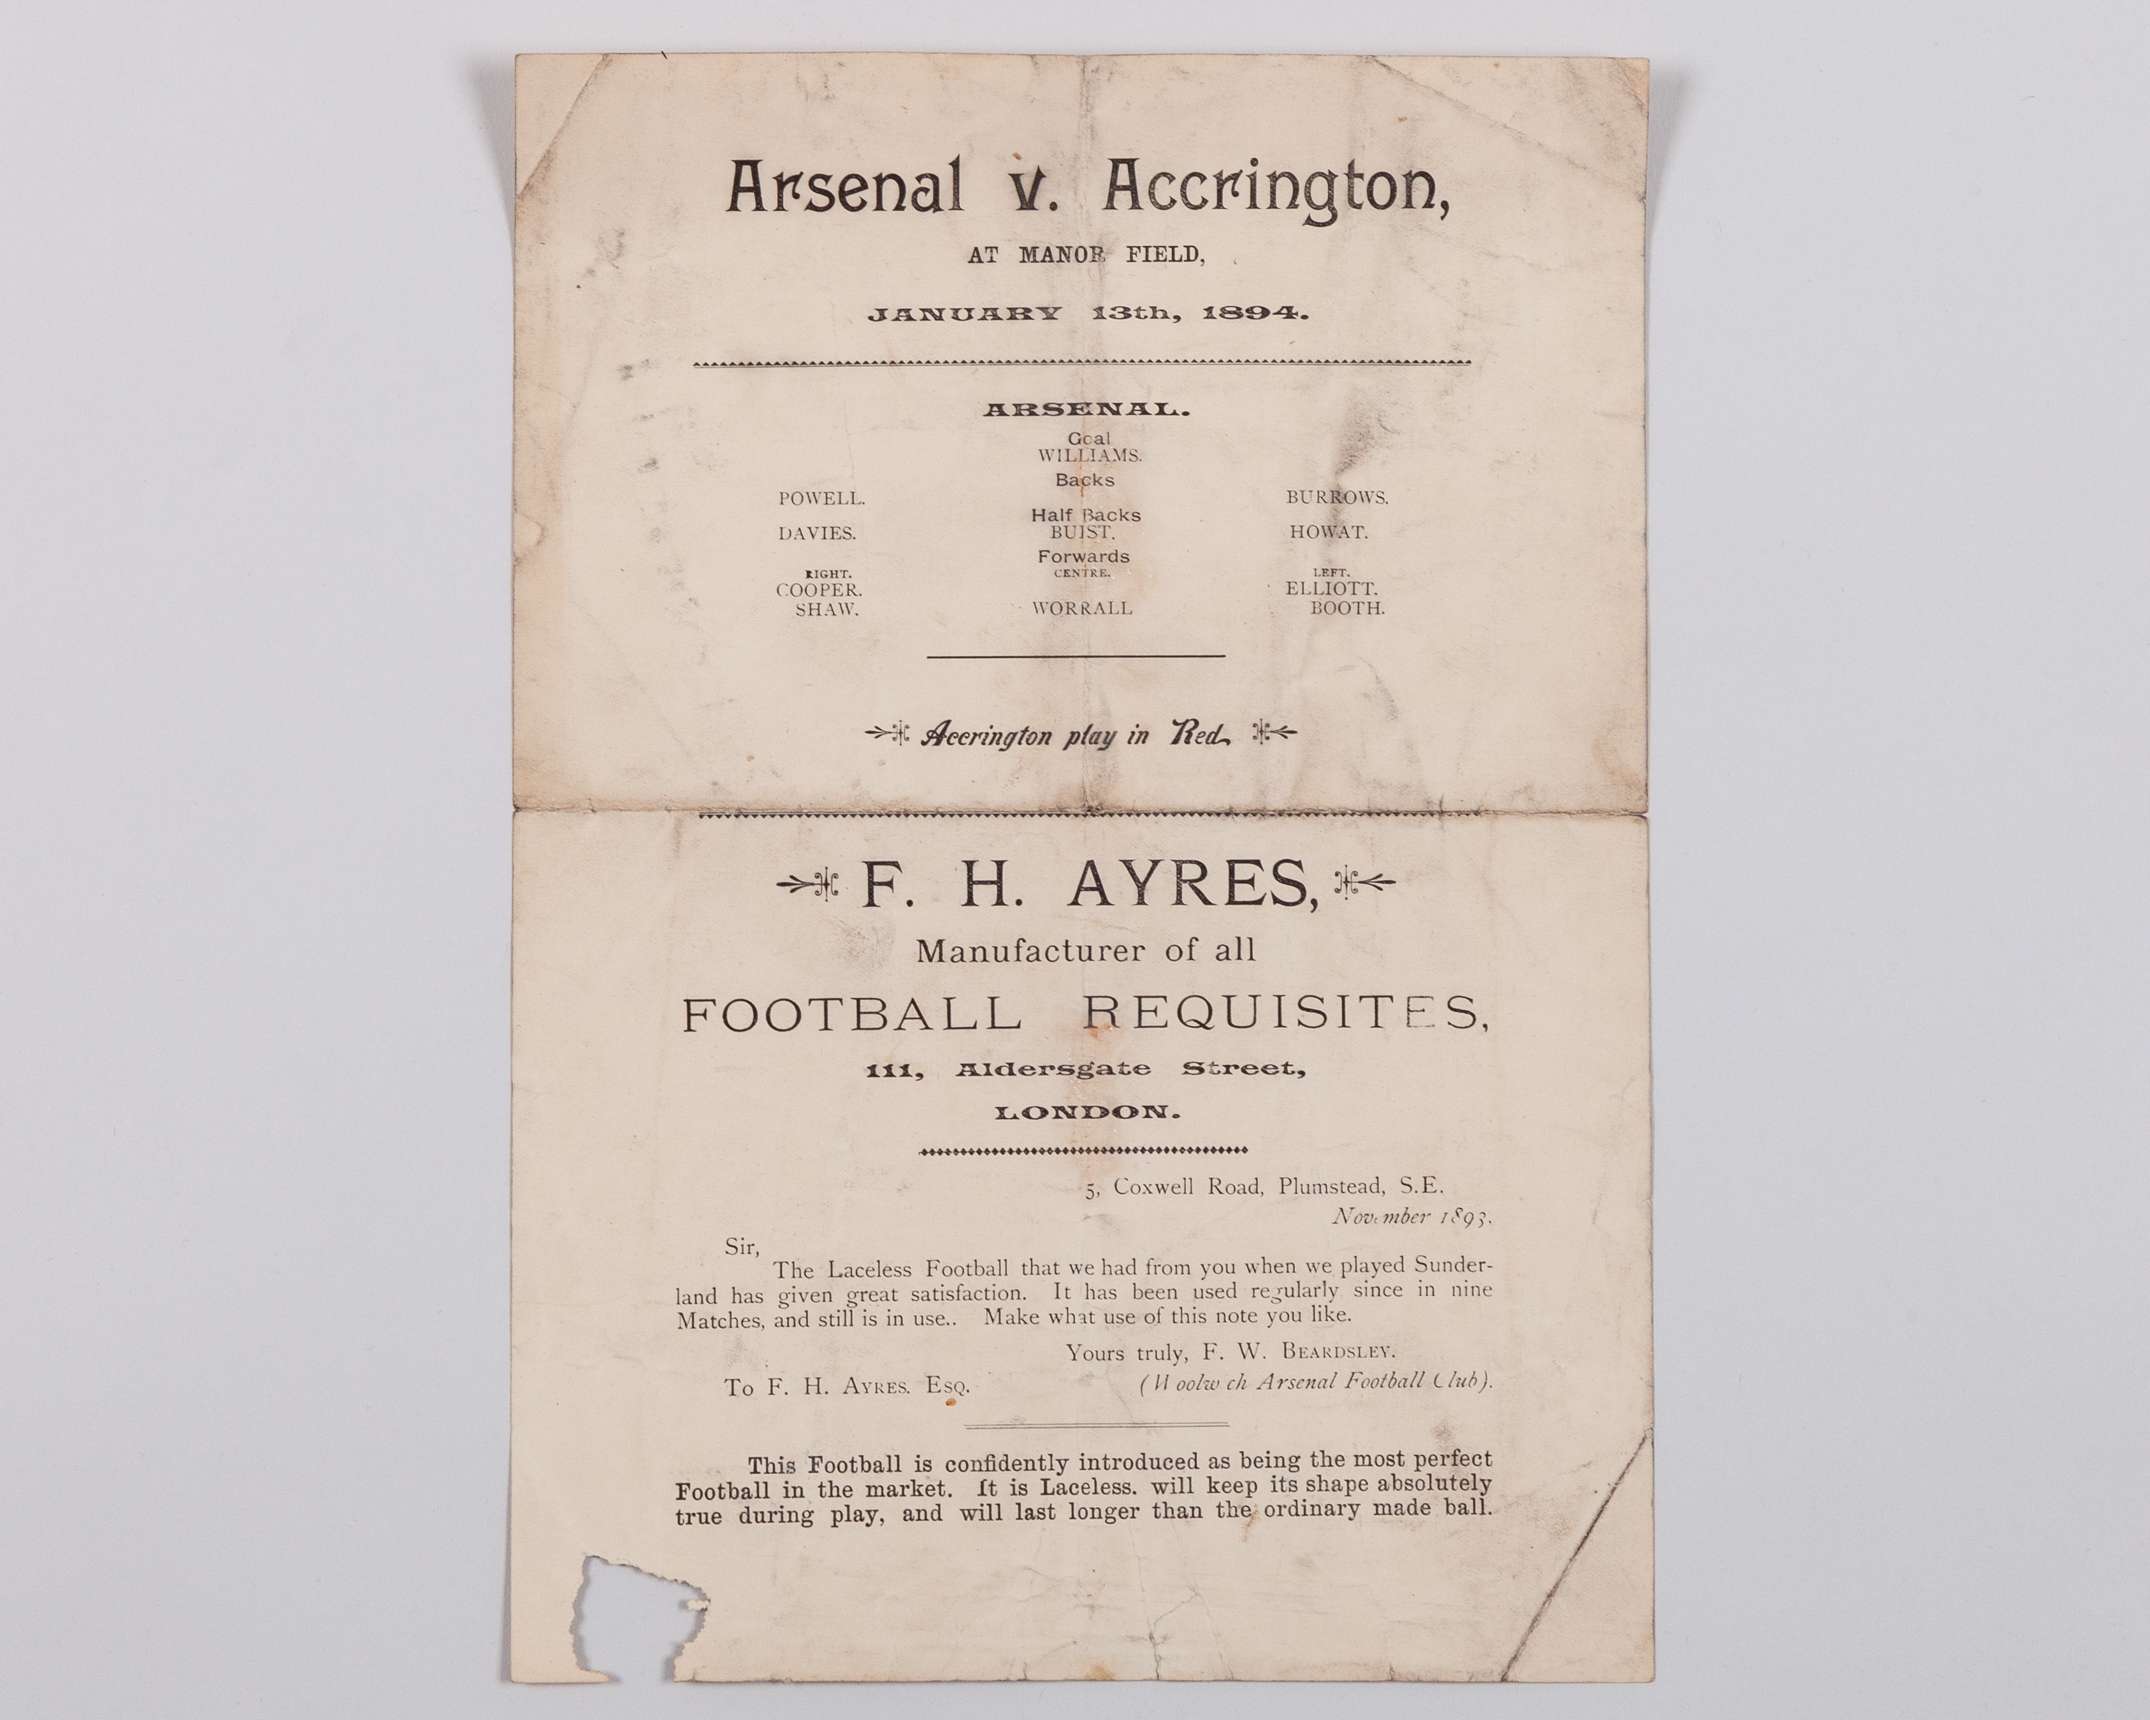 Arsenal v. Accrington,
AT MANOR FIELD,
JANUARY 13th, 1894.
ARSENAL.
Goal
WILLIAMS.
Backs
POWELL. BURROWS.
Half Backs
DAVIES. BUIST. HOWAT.
Forwards
RIGHT. CENTRE. LEFT.
COOPER. ELLIOTT.
SHAW. WORRALL BOOTH.
Accrington play in Red.
F. H. AYRES,
Manufacturer of all
FOOTBALL REQUISITES,
111, Aldersgate Street,
LONDON.
5, Coxwell Road, Plumstead, S.E.
November 1893.
Sir,
The Laceless Football that we had from you when we played Sunder-
land has given great satisfaction. It has been used regularly since in nine
Matches, and still is in use.. Make what use of this note you like.
Yours truly, F. W. BEARDSLEY.
To F. H. AYRES. ESQ. (Woolwich Arsenal Football Club).
This Football is confidently introduced as being the most perfect
Football in the market. It is Laceless. will keep its shape absolutely
true during play, and will last longer than the ordinary made ball.